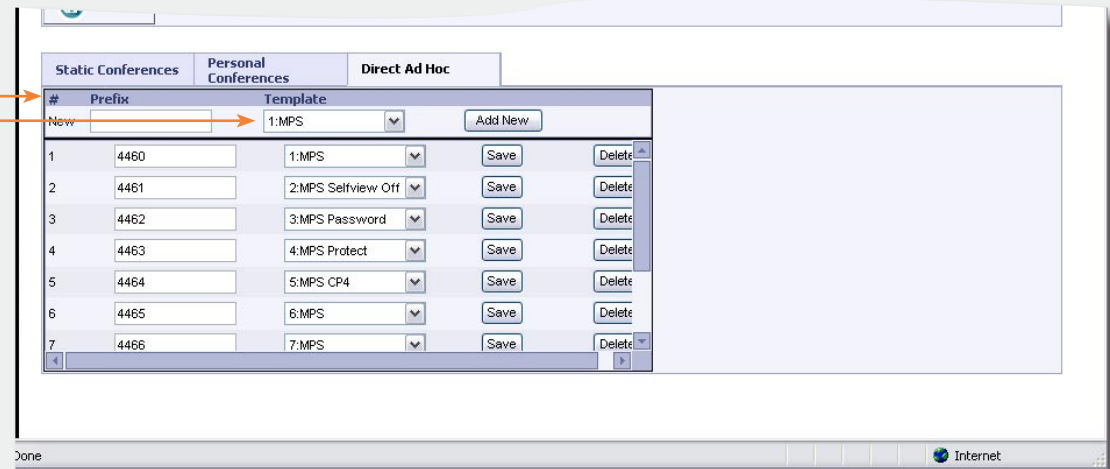 Static Conferences Personal Conferences Direct Ad Hoc
# Prefix Template
New 1:MPS Add New
1 4460 1:MPS Save Delete
2 4461 2:MPS Selfview Off Save Delete
3 4462 3:MPS Password Save Delete
4 4463 4:MPS Protect Save Delete
5 4464 5:MPS CP4 Save Delete
6 4465 6:MPS Save Delete
7 4466 7:MPS Save Delete
Done Internet